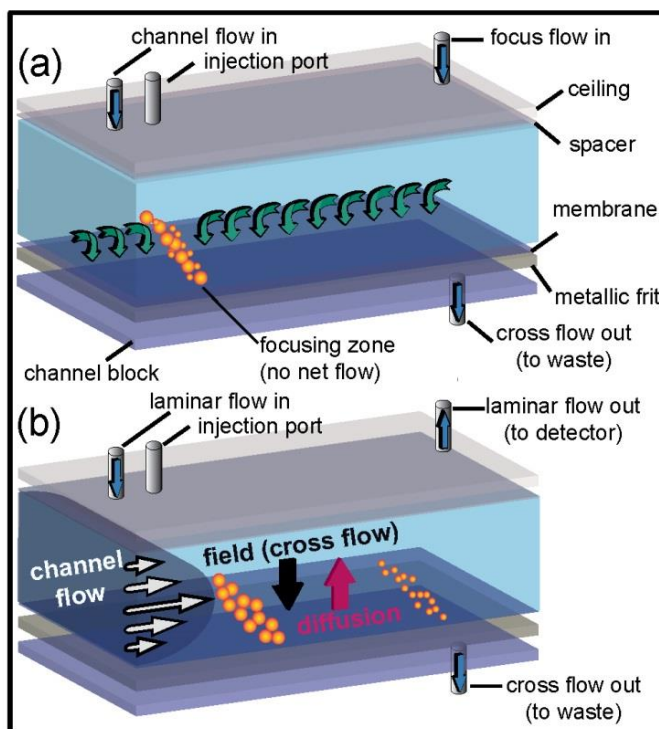 (a)
channel flow in
injection port
focus flow in
ceiling
spacer
membrane
metallic frit
cross flow out
(to waste)
focusing zone
(no net flow)
channel block
(b)
laminar flow in
injection port
laminar flow out
(to detector)
channel
flow
field (cross flow)
diffusion
cross flow out
(to waste)